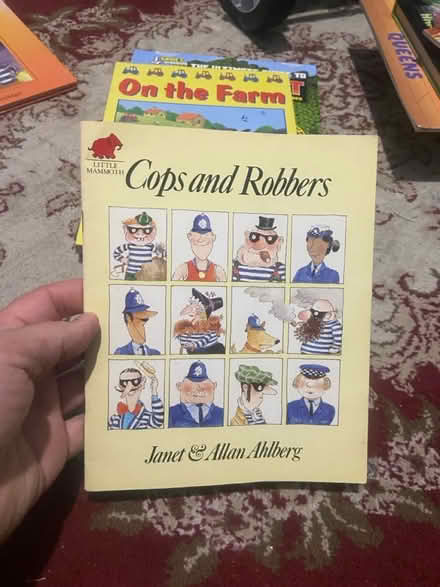 On the Farm
LITTLE
MAMMOTH
Cops and Robbers
Janet & Allan Ahlberg
QUEENS